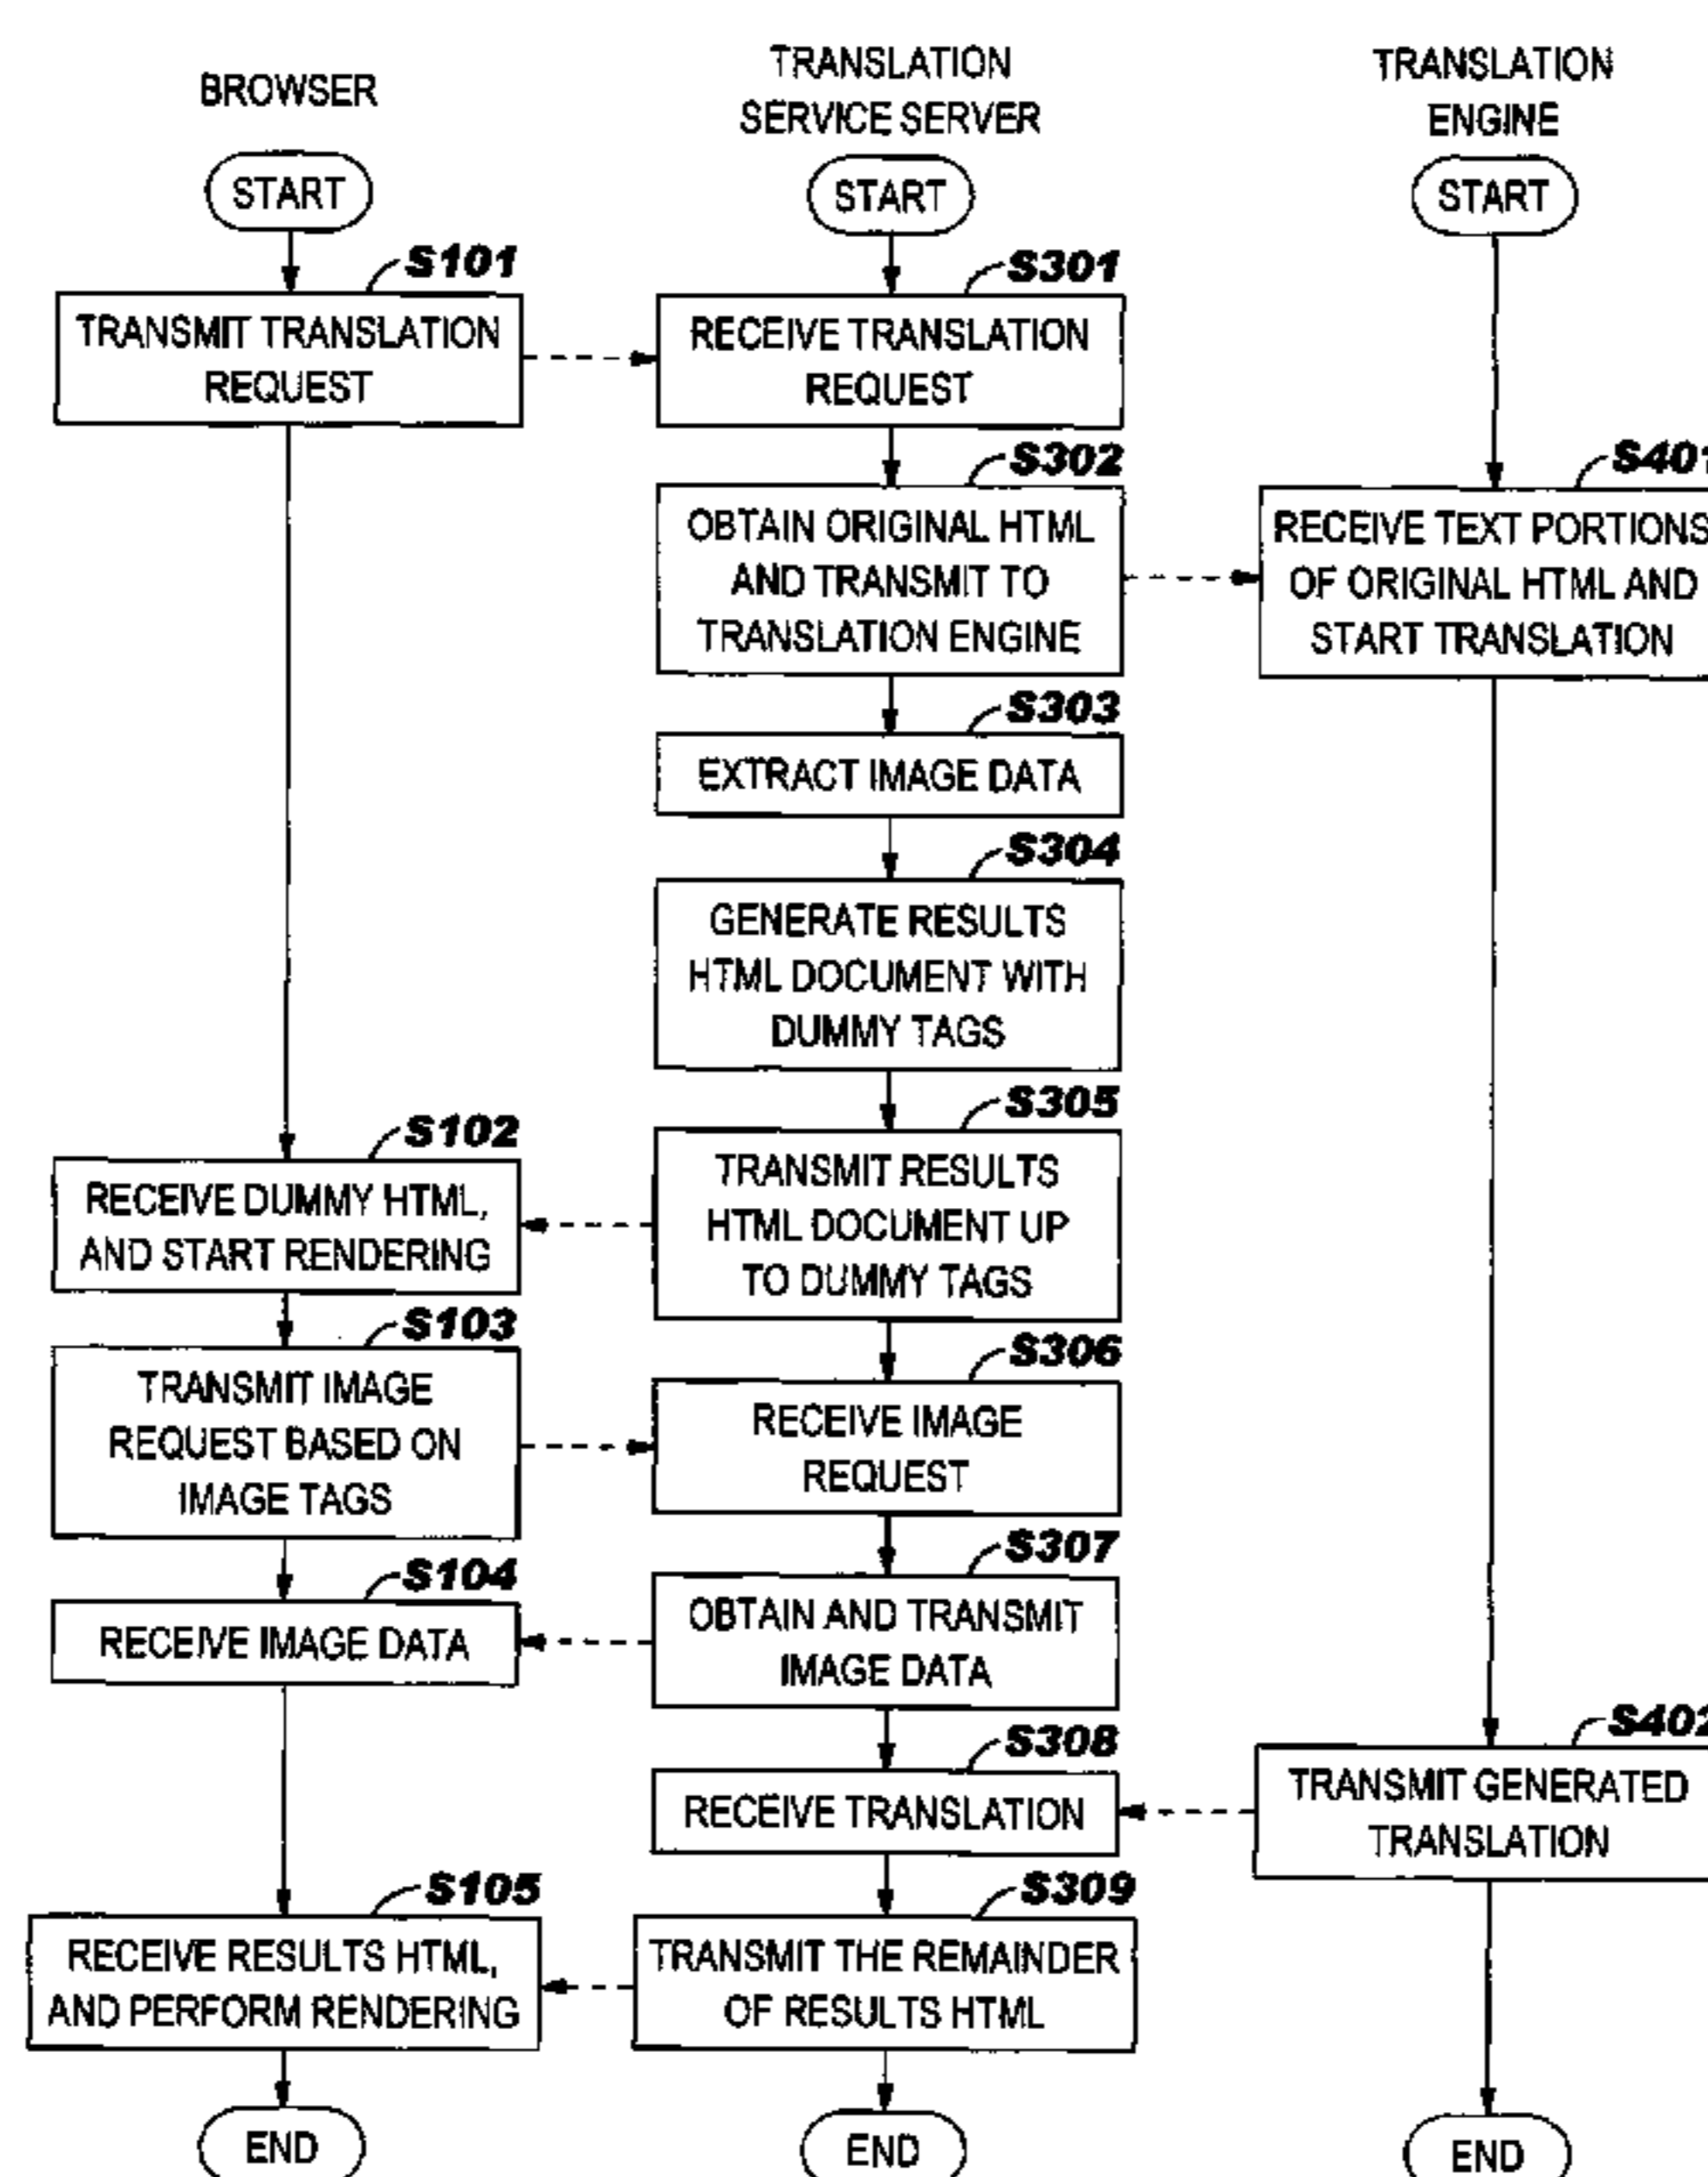 BROWSER
START
S101
TRANSMIT TRANSLATION
REQUEST
S102
RECEIVE DUMMY HTML,
AND START RENDERING
S103
TRANSMIT IMAGE
REQUEST BASED ON
IMAGE TAGS
S104
RECEIVE IMAGE DATA
S105
RECEIVE RESULTS HTML,
AND PERFORM RENDERING
END
TRANSLATION
SERVICE SERVER
START
S301
RECEIVE TRANSLATION
REQUEST
S302
OBTAIN ORIGINAL HTML
AND TRANSMIT TO
TRANSLATION ENGINE
S303
EXTRACT IMAGE DATA
S304
GENERATE RESULTS
HTML DOCUMENT WITH
DUMMY TAGS
S305
TRANSMIT RESULTS
HTML DOCUMENT UP
TO DUMMY TAGS
S306
RECEIVE IMAGE
REQUEST
S307
OBTAIN AND TRANSMIT
IMAGE DATA
S308
RECEIVE TRANSLATION
S309
TRANSMIT THE REMAINDER
OF RESULTS HTML
END
TRANSLATION
ENGINE
START
S401
RECEIVE TEXT PORTIONS
OF ORIGINAL HTML AND
START TRANSLATION
S402
TRANSMIT GENERATED
TRANSLATION
END